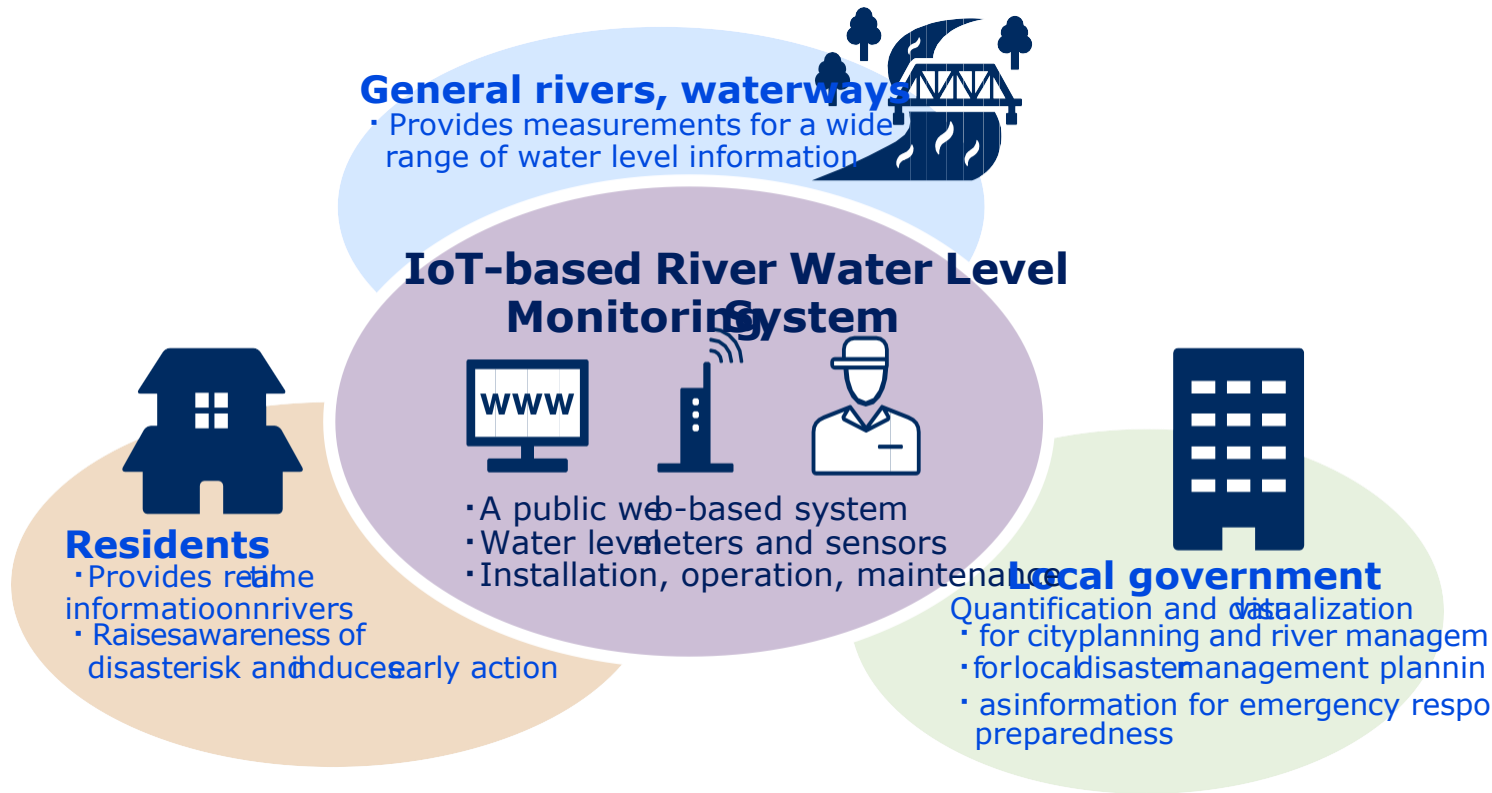 General rivers, waterways
· Provides measurements for a wide
range of water level information
IoT-based River Water Level
Monitoring System
WWW
· A public web-based system
· Water level meters and sensors
· Installation, operation, maintenance
Residents
· Provides real time
information on rivers
· Raises awareness of
disaster risk and induces early action
Local government
Quantification and data visualization
· for city planning and river managem
· for local disaster management plannin
· as information for emergency respo
preparedness